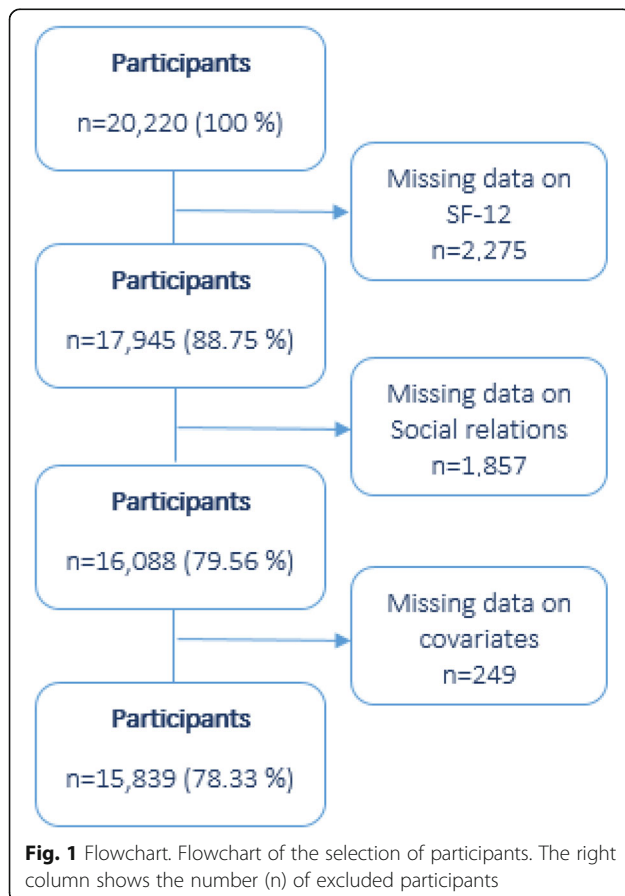 Participants
n=20,220 (100 %)
Missing data on
SF-12
n=2,275
Participants
n=17,945 (88.75 %)
Missing data on
Social relations
n=1,857
Participants
n=16,088 (79.56 %)
Missing data on
covariates
n=249
Participants
n=15,839 (78.33 %)
Fig. 1 Flowchart. Flowchart of the selection of participants. The right
column shows the number (n) of excluded participants